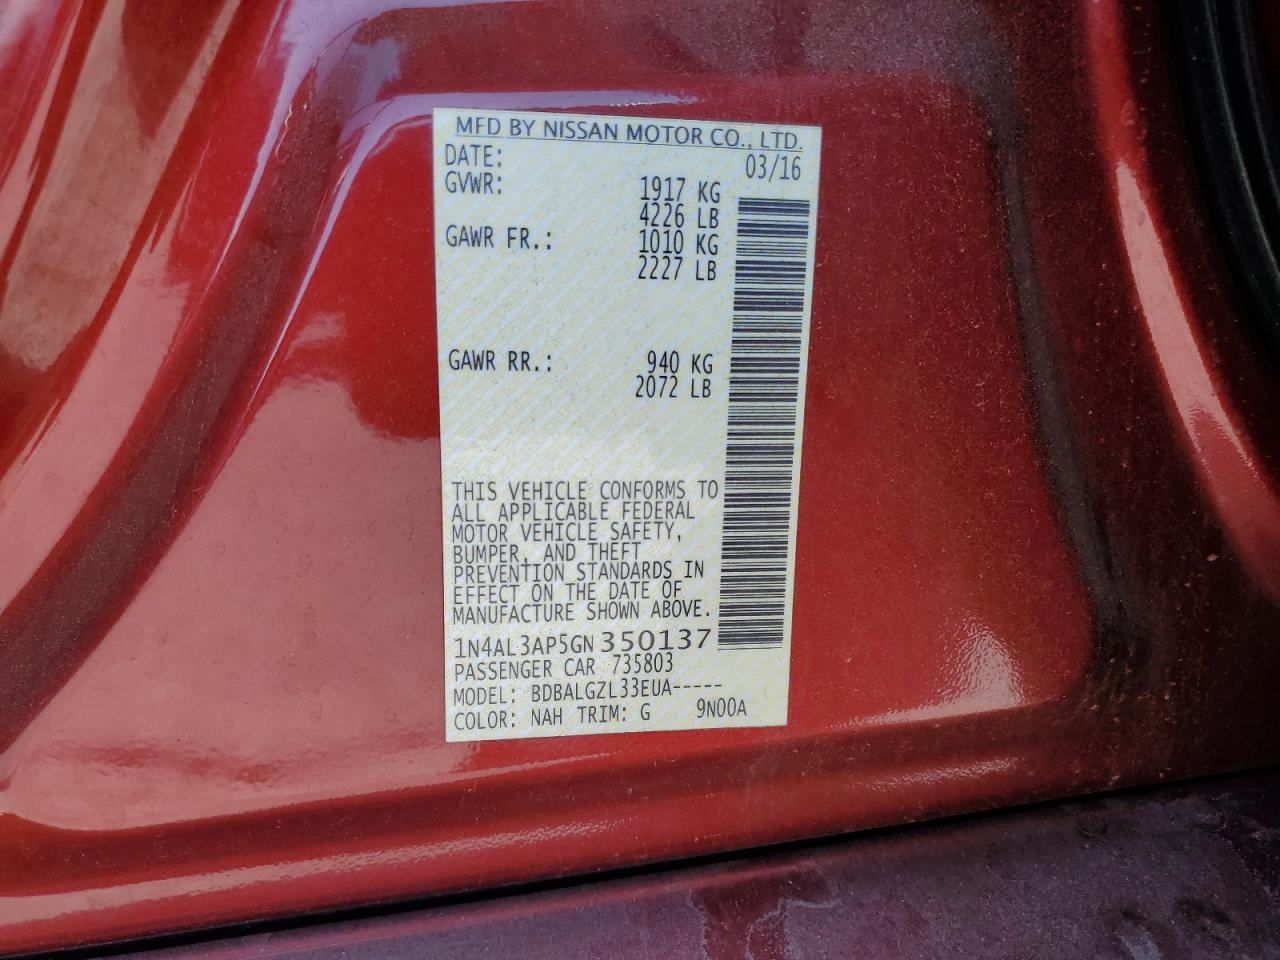 MFD BY NISSAN MOTOR CO., LTD.
DATE: 03/16
GVWR: 1917 KG
4226 LB
GAWR FR.: 1010 KG
2227 LB
GAWR RR.: 940 KG
2072 LB
THIS VEHICLE CONFORMS TO
ALL APPLICABLE FEDERAL
MOTOR VEHICLE SAFETY,
BUMPER, AND THEFT
PREVENTION STANDARDS IN
EFFECT ON THE DATE OF
MANUFACTURE SHOWN ABOVE.
1N4AL3AP5GN350137
PASSENGER CAR 735803
MODEL: BDBALGZL33EUA-----
COLOR: NAH TRIM: G 9N00A